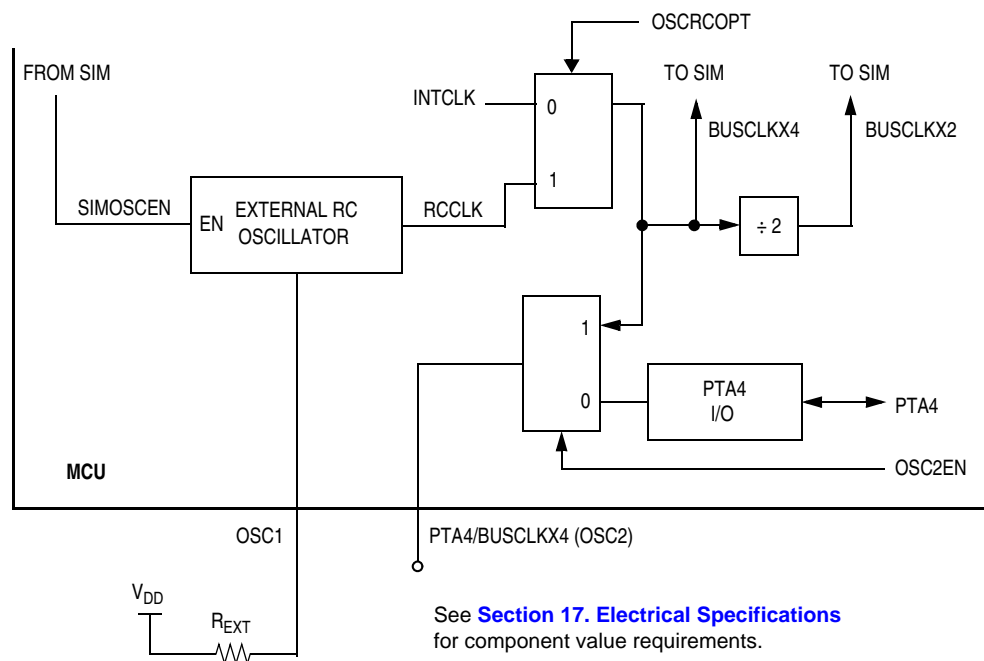 OSCRCOPT
FROM SIM
TO SIM
TO SIM
INTCLK
0
BUSCLKX4
BUSCLKX2
1
SIMOSCEN
EN
EXTERNAL RC
OSCILLATOR
RCCLK
÷ 2
1
0
PTA4
I/O
PTA4
MCU
OSC2EN
OSC1
PTA4/BUSCLKX4 (OSC2)
VDD
REXT
See Section 17. Electrical Specifications
for component value requirements.